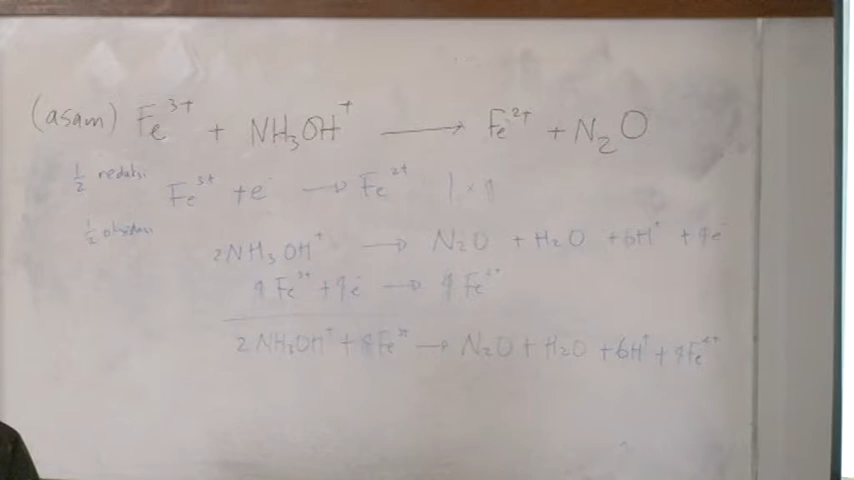 (asam) Fe³⁺ + NH₃OH⁺ → Fe²⁺ + N₂O
½ reduksi Fe³⁺ + e⁻ → Fe²⁺ | x 4
½ oksidasi 2NH₃OH⁺ → N₂O + H₂O + 6H⁺ + 4e⁻
4Fe³⁺ + 4e⁻ → 4Fe²⁺
2NH₃OH⁺ + 4Fe³⁺ → N₂O + H₂O + 6H⁺ + 4Fe²⁺